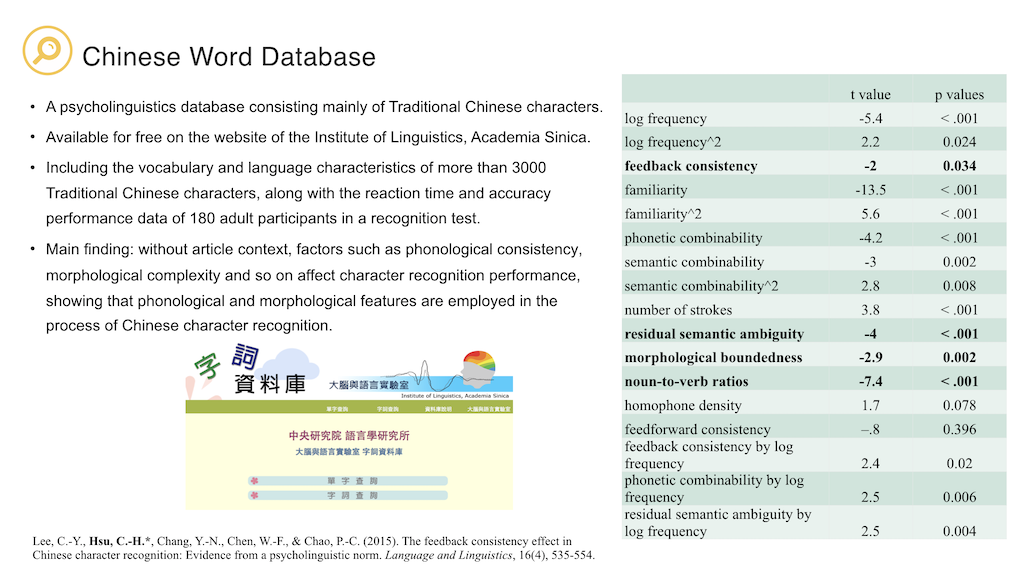 Chinese Word Database
• A psycholinguistics database consisting mainly of Traditional Chinese characters.
• Available for free on the website of the Institute of Linguistics, Academia Sinica.
• Including the vocabulary and language characteristics of more than 3000
Traditional Chinese characters, along with the reaction time and accuracy
performance data of 180 adult participants in a recognition test.
• Main finding: without article context, factors such as phonological consistency,
morphological complexity and so on affect character recognition performance,
showing that phonological and morphological features are employed in the
process of Chinese character recognition.
字詞
資料庫
大腦與語言實驗室
Institute of Linguistics, Academia Sinica
單字查詢 字詞查詢 資料庫說明 大腦與語言實驗室
中央研究院 語言學研究所
大腦與語言實驗室 字詞資料庫
單字查詢
字詞查詢
Lee, C.-Y., Hsu, C.-H.*, Chang, Y.-N., Chen, W.-F., & Chao, P.-C. (2015). The feedback consistency effect in
Chinese character recognition: Evidence from a psycholinguistic norm. Language and Linguistics, 16(4), 535-554.
t value p values
log frequency -5.4 < .001
log frequency^2 2.2 0.024
feedback consistency -2 0.034
familiarity -13.5 < .001
familiarity^2 5.6 < .001
phonetic combinability -4.2 < .001
semantic combinability -3 0.002
semantic combinability^2 2.8 0.008
number of strokes 3.8 < .001
residual semantic ambiguity -4 < .001
morphological boundedness -2.9 0.002
noun-to-verb ratios -7.4 < .001
homophone density 1.7 0.078
feedforward consistency –.8 0.396
feedback consistency by log
frequency 2.4 0.02
phonetic combinability by log
frequency 2.5 0.006
residual semantic ambiguity by
log frequency 2.5 0.004